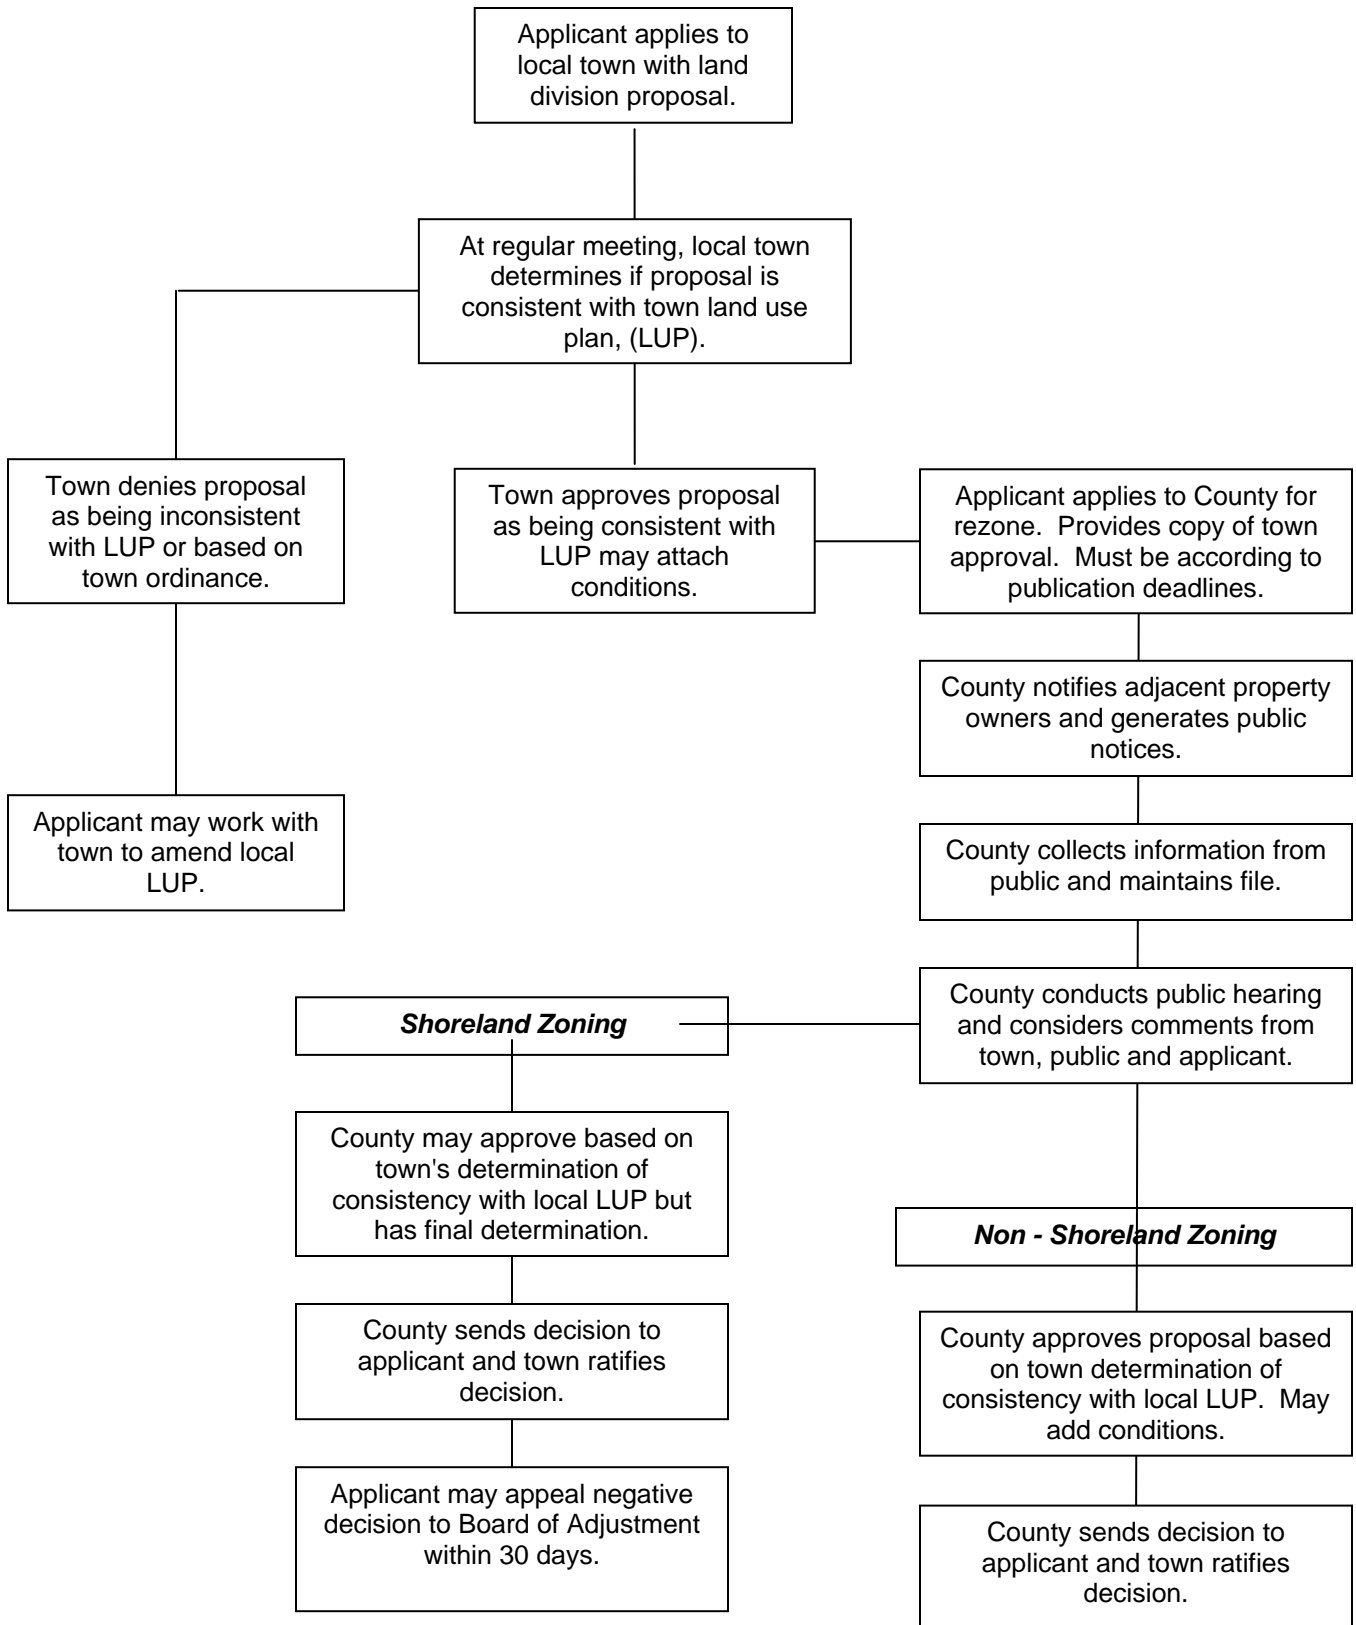 Applicant applies to
local town with land
division proposal.
At regular meeting, local town
determines if proposal is
consistent with town land use
plan, (LUP).
Town denies proposal
as being inconsistent
with LUP or based on
town ordinance.
Town approves proposal
as being consistent with
LUP may attach
conditions.
Applicant applies to County for
rezone.  Provides copy of town
approval.  Must be according to
publication deadlines.
County notifies adjacent property
owners and generates public
notices.
Applicant may work with
town to amend local
LUP.
County collects information from
public and maintains file.
County conducts public hearing
and considers comments from
town, public and applicant.
Shoreland Zoning
County may approve based on
town's determination of
consistency with local LUP but
has final determination.
County sends decision to
applicant and town ratifies
decision.
Applicant may appeal negative
decision to Board of Adjustment
within 30 days.
Non - Shoreland Zoning
County approves proposal based
on town determination of
consistency with local LUP.  May
add conditions.
County sends decision to
applicant and town ratifies
decision.